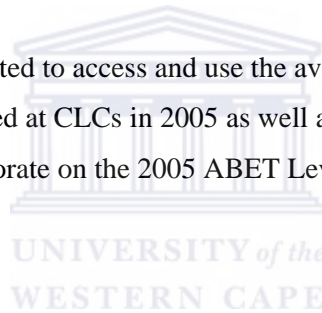 ted to access and use the av
ed at CLCs in 2005 as well a
orate on the 2005 ABET Lev
UNIVERSITY of the
WESTERN CAPE